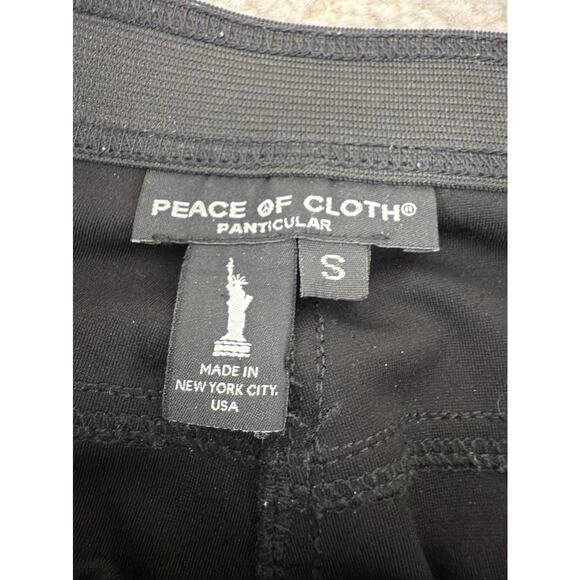 PEACE OF CLOTH®
PANTICULAR
S
MADE IN
NEW YORK CITY.
USA